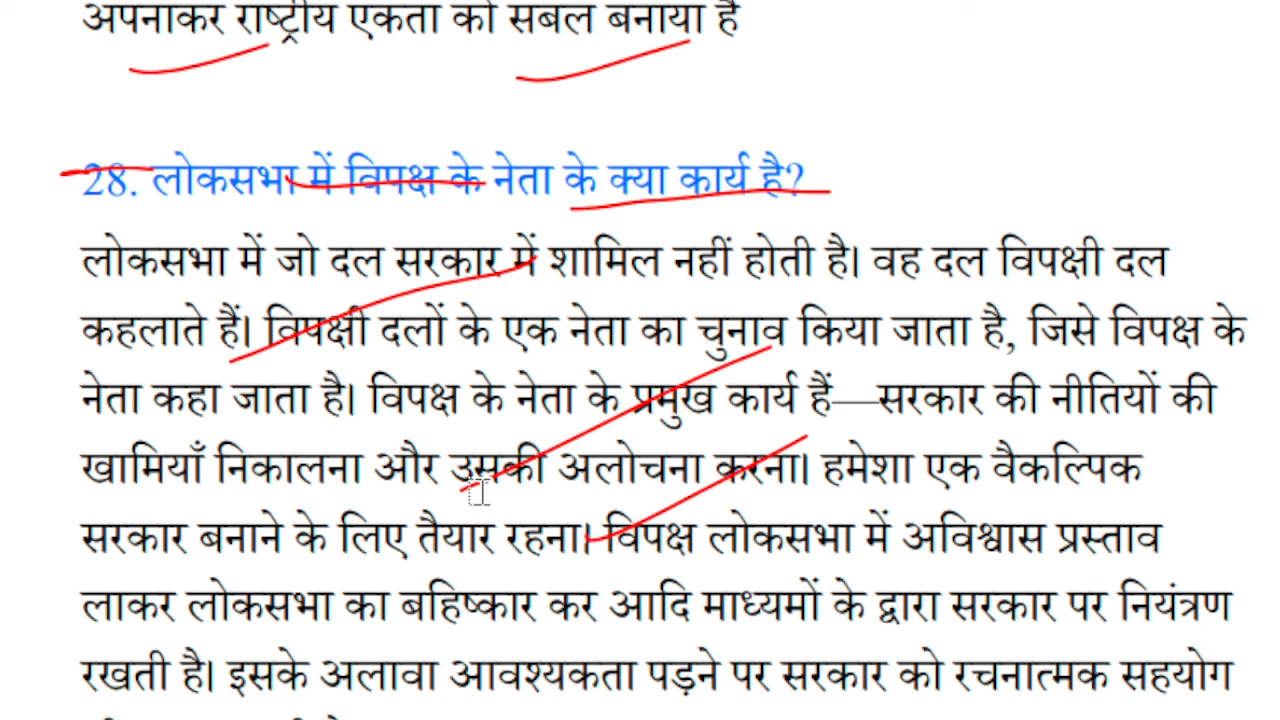 अपनाकर राष्ट्रीय एकता को सबल बनाया है
28. लोकसभा में विपक्ष के नेता के क्या कार्य है?
लोकसभा में जो दल सरकार में शामिल नहीं होती है। वह दल विपक्षी दल
कहलाते हैं। विपक्षी दलों के एक नेता का चुनाव किया जाता है, जिसे विपक्ष के
नेता कहा जाता है। विपक्ष के नेता के प्रमुख कार्य हैं—सरकार की नीतियों की
खामियाँ निकालना और उसकी अलोचना करना। हमेशा एक वैकल्पिक
सरकार बनाने के लिए तैयार रहना। विपक्ष लोकसभा में अविश्वास प्रस्ताव
लाकर लोकसभा का बहिष्कार कर आदि माध्यमों के द्वारा सरकार पर नियंत्रण
रखती है। इसके अलावा आवश्यकता पड़ने पर सरकार को रचनात्मक सहयोग